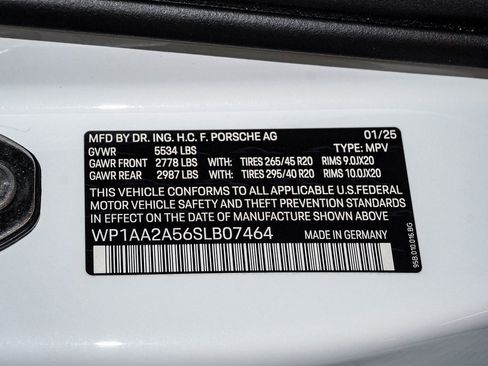 MFD BY DR. ING. H.C. F. PORSCHE AG 01/25
GVWR 5534 LBS TYPE: MPV
GAWR FRONT 2778 LBS WITH: TIRES 265/45 R20 RIMS 9.0JX20
GAWR REAR 2987 LBS WITH: TIRES 295/40 R20 RIMS 10.0JX20
THIS VEHICLE CONFORMS TO ALL APPLICABLE U.S.FEDERAL
MOTOR VEHICLE SAFETY AND THEFT PREVENTION STANDARDS
IN EFFECT ON THE DATE OF MANUFACTURE SHOWN ABOVE
WP1AA2A56SLB07464 MADE IN GERMANY
95B.010.016.BG